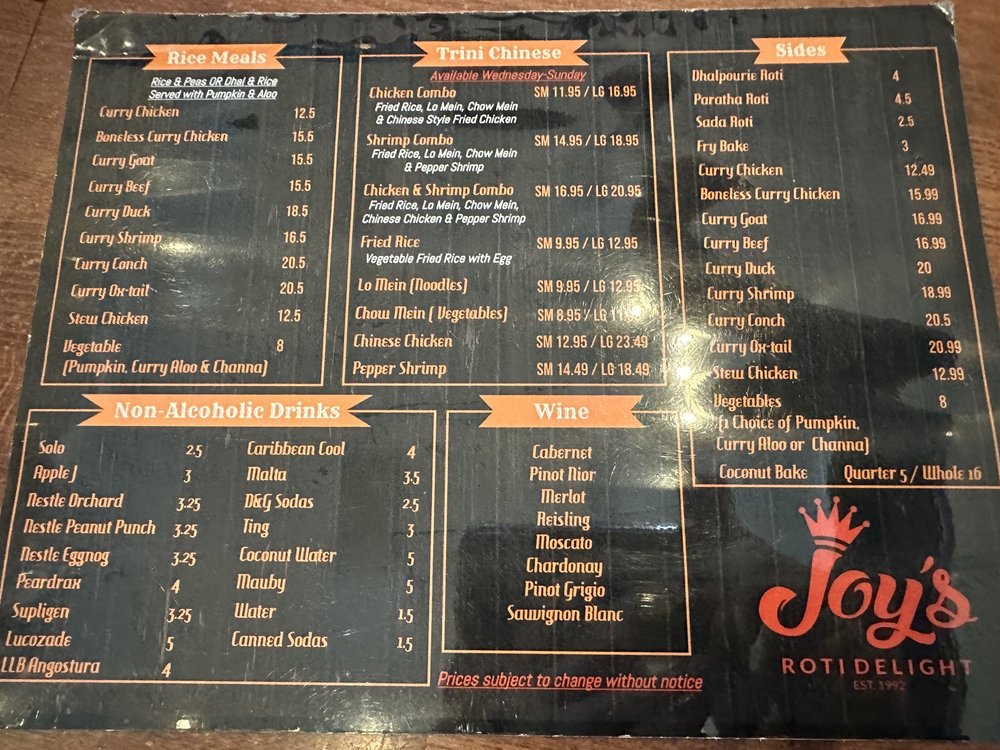 Rice Meals
Rice & Peas OR Dhal & Rice
Served with Pumpkin & Aloo
Curry Chicken 12.5
Boneless Curry Chicken 15.5
Curry Goat 15.5
Curry Beef 15.5
Curry Duck 18.5
Curry Shrimp 16.5
Curry Conch 20.5
Curry Ox-tail 20.5
Stew Chicken 12.5
Vegetable 8
(Pumpkin, Curry Aloo & Channa)
Trini Chinese
Available Wednesday-Sunday
Chicken Combo SM 11.95 / LG 16.95
Fried Rice, Lo Mein, Chow Mein
& Chinese Style Fried Chicken
Shrimp Combo SM 14.95 / LG 18.95
Fried Rice, Lo Mein, Chow Mein
& Pepper Shrimp
Chicken & Shrimp Combo SM 16.95 / LG 20.95
Fried Rice, Lo Mein, Chow Mein,
Chinese Chicken & Pepper Shrimp
Fried Rice SM 9.95 / LG 12.95
Vegetable Fried Rice with Egg
Lo Mein (Noodles) SM 9.95 / LG 12.95
Chow Mein ( Vegetables) SM 8.95 / LG
Chinese Chicken SM 12.95 / LG 23.49
Pepper Shrimp SM 14.49 / LG 18.49
Sides
Dhalpourie Roti 4
Paratha Roti 4.5
Sada Roti 2.5
Fry Bake 3
Curry Chicken 12.49
Boneless Curry Chicken 15.99
Curry Goat 16.99
Curry Beef 16.99
Curry Duck 20
Curry Shrimp 18.99
Curry Conch 20.5
Curry Ox-tail 20.99
Stew Chicken 12.99
Vegetables 8
(1 Choice of Pumpkin,
Curry Aloo or Channa)
Coconut Bake Quarter 5 / Whole 16
Non-Alcoholic Drinks
Solo 2.5
Apple J 3
Nestle Orchard 3.25
Nestle Peanut Punch 3.25
Nestle Eggnog 3.25
Peardrax 4
Supligen 3.25
Lucozade 5
LLB Angostura 4
Caribbean Cool 4
Malta 3.5
D&G Sodas 2.5
Ting 3
Coconut Water 5
Mauby 5
Water 1.5
Canned Sodas 1.5
Wine
Cabernet
Pinot Nior
Merlot
Reisling
Moscato
Chardonay
Pinot Grigio
Sauvignon Blanc
Prices subject to change without notice
Joy's
ROTI DELIGHT
EST. 1992